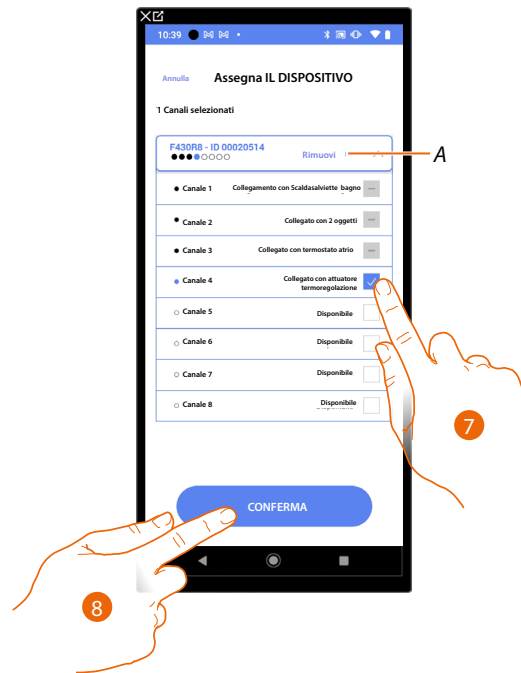 10:39
Annulla Assegna IL DISPOSITIVO
1 Canali selezionati
F430R8 - ID 00020514
Rimuovi
A
Canale 1 Collegamento con Scaldasalviette bagno
Canale 2 Collegato con 2 oggetti
Canale 3 Collegato con termostato atrio
Canale 4 Collegato con attuatore
termoregolazione
Canale 5 Disponibile
Canale 6 Disponibile
Canale 7 Disponibile
Canale 8 Disponibile
7
CONFERMA
8